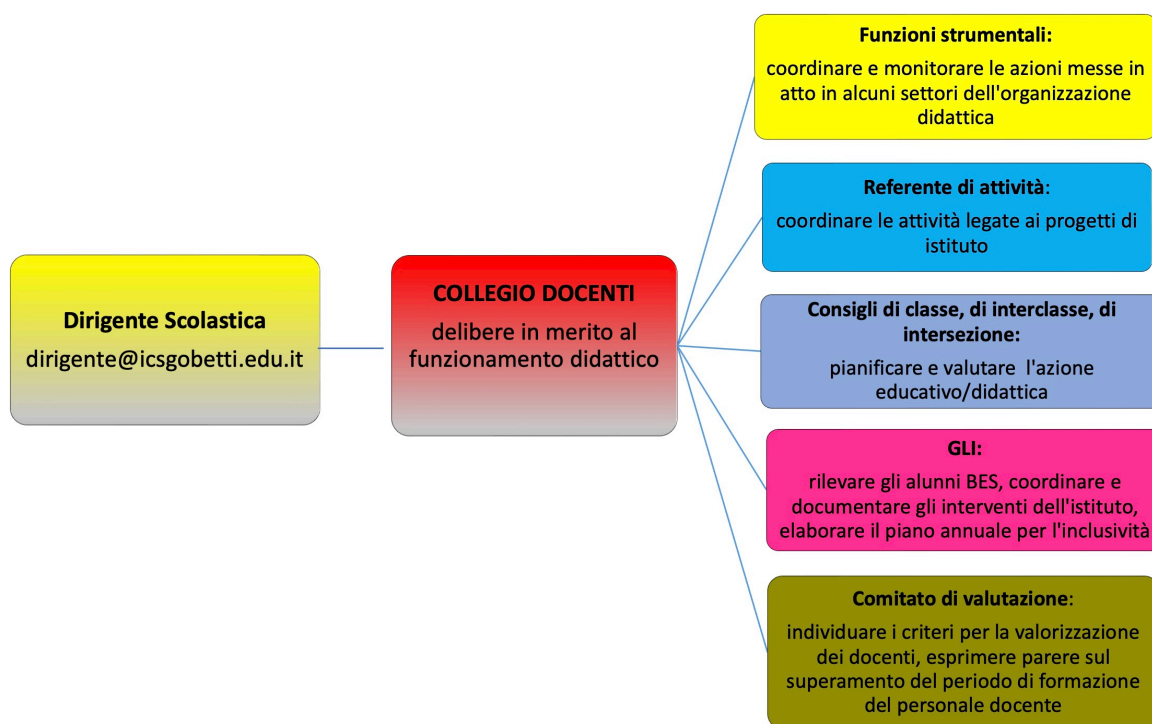 Dirigente Scolastica
dirigente@icsgobetti.edu.it
COLLEGIO DOCENTI
delibere in merito al
funzionamento didattico
Funzioni strumentali:
coordinare e monitorare le azioni messe in
atto in alcuni settori dell'organizzazione
didattica
Referente di attività:
coordinare le attività legate ai progetti di
istituto
Consigli di classe, di interclasse, di
intersezione:
pianificare e valutare l'azione
educativo/didattica
GLI:
rilevare gli alunni BES, coordinare e
documentare gli interventi dell'istituto,
elaborare il piano annuale per l'inclusività
Comitato di valutazione:
individuare i criteri per la valorizzazione
dei docenti, esprimere parere sul
superamento del periodo di formazione
del personale docente